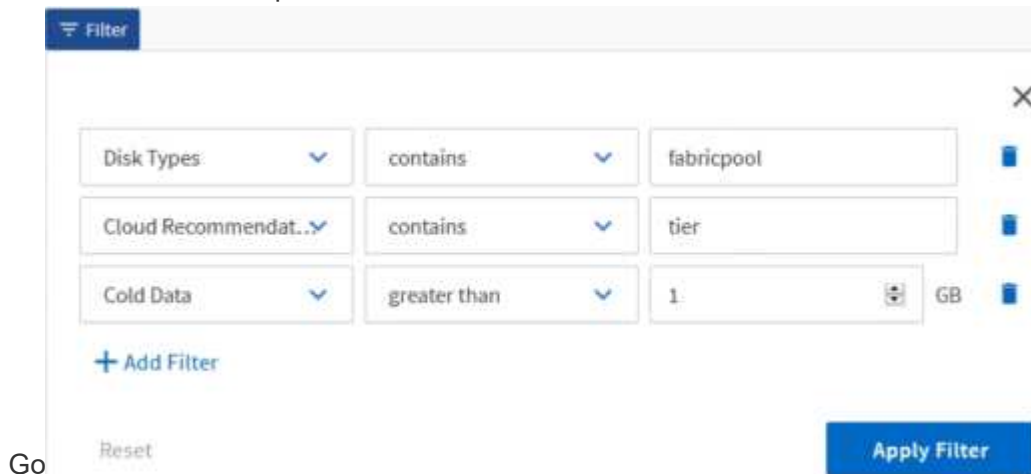 Filter
Disk Types contains fabricpool
Cloud Recommendat.. contains tier
Cold Data greater than 1 GB
+ Add Filter
Go Reset Apply Filter